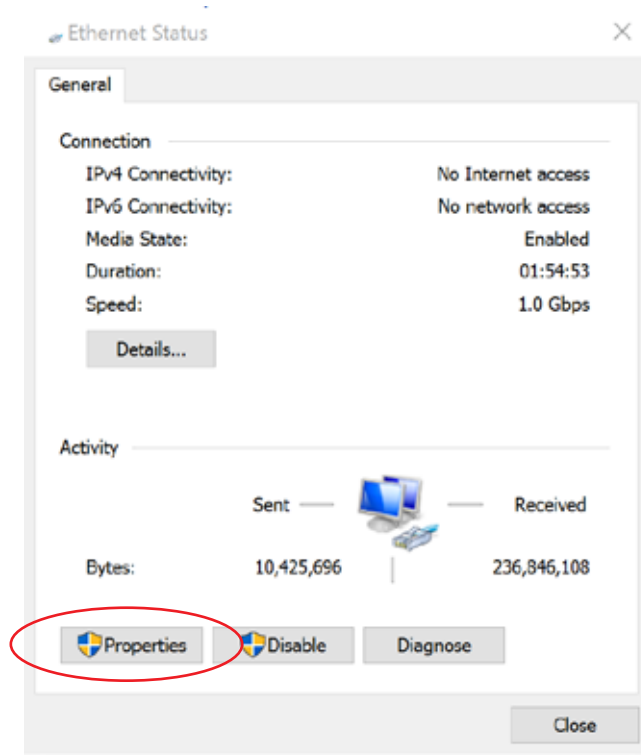 Ethernet Status
General
Connection
IPv4 Connectivity: No Internet access
IPv6 Connectivity: No network access
Media State: Enabled
Duration: 01:54:53
Speed: 1.0 Gbps
Details...
Activity
Sent Received
Bytes: 10,425,696 236,846,108
Properties Disable Diagnose
Close